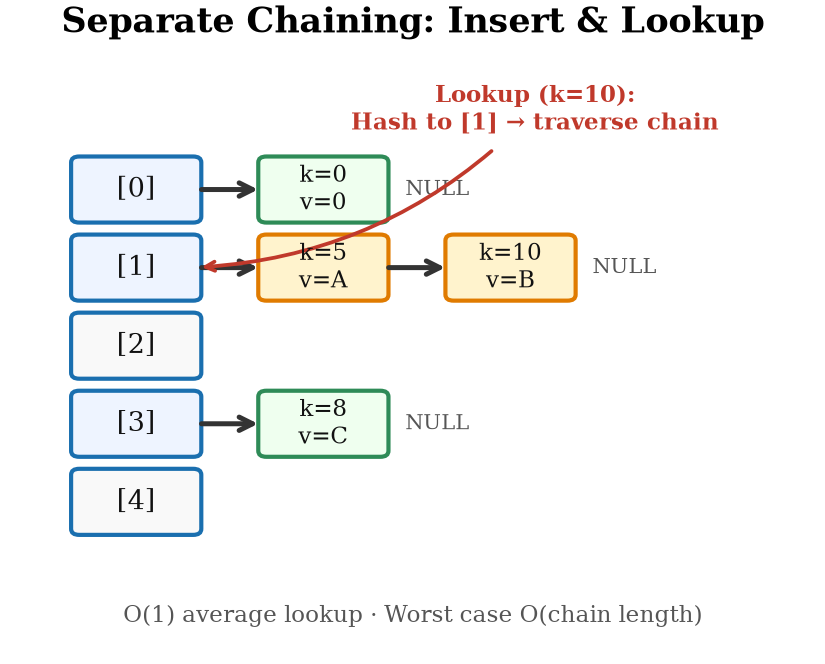 Separate Chaining: Insert & Lookup
Lookup (k=10):
Hash to [1] → traverse chain
[0]
k=0
v=0
NULL
[1]
k=5
v=A
k=10
v=B
NULL
[2]
[3]
k=8
v=C
NULL
[4]
O(1) average lookup · Worst case O(chain length)